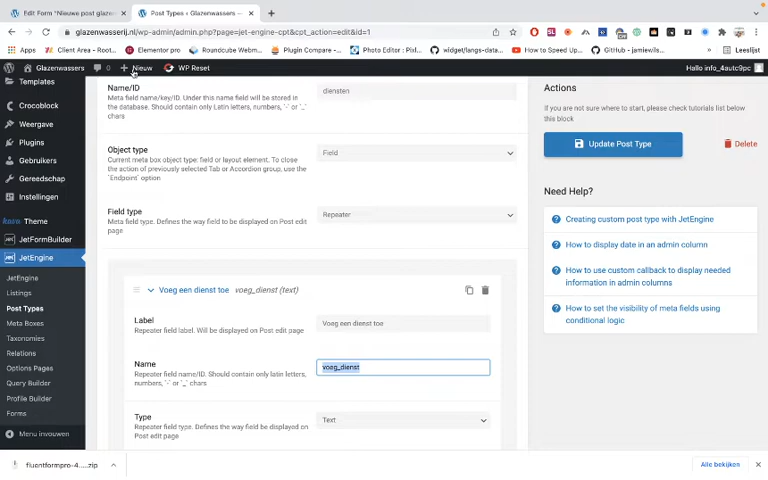 Edit Form "Nieuwe post glaze
Post Types ‹ Glazenwassers —
glazenwasserij.nl/wp-admin/admin.php?page=jet-engine-cpt&cpt_action=edit&id=1
Apps
Client Area - Root...
Elementor pro
Roundcube Webm...
Plugin Compare -...
Photo Editor : Pixl...
widget/langs-data...
How to Speed Up...
GitHub - jamiewils...
»
Leeslijst
Glazenwassers
0
Nieuw
WP Reset
Hallo info_4autc9pc
Templates
Crocoblock
Weergave
Plugins
Gebruikers
Gereedschap
Instellingen
Theme
JetFormBuilder
JetEngine
JetEngine
Listings
Post Types
Meta Boxes
Taxonomies
Relations
Options Pages
Query Builder
Profile Builder
Forms
Menu invouwen
Name/ID
Meta field name/key/ID. Under this name field will be stored in
the database. Should contain only Latin letters, numbers, `-` or `_`
chars
diensten
Object type
Current meta box object type: field or layout element. To close
the action of previously selected Tab or Accordion group, use the
"Endpoint" option
Field
Field type
Meta field type. Defines the way field to be displayed on Post edit
page
Repeater
Voeg een dienst toe voeg_dienst (text)
Label
Repeater field label. Will be displayed on Post edit page
Voeg een dienst toe
Name
Repeater field name/ID. Should contain only latin letters,
numbers, `-` or `_` chars
voeg_dienst
Type
Repeater field type. Defines the way field be displayed on
Post edit page
Text
Actions
If you are not sure where to start, please check tutorials list below
this block
Update Post Type
Delete
Need Help?
Creating custom post type with JetEngine
How to display date in an admin column
How to use custom callback to display needed
information in admin columns
How to set the visibility of meta fields using
conditional logic
fluentformpro-4.....zip
Alle bekijken